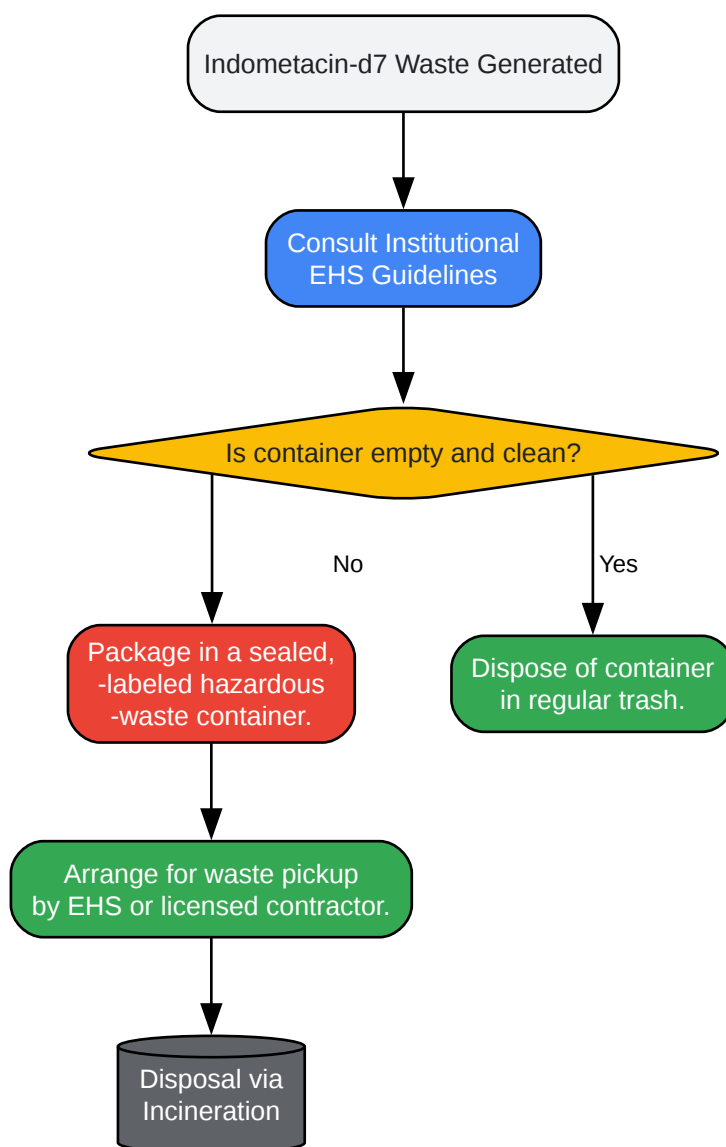 Indometacin-d7 Waste Generated
Consult Institutional
EHS Guidelines
Is container empty and clean?
No
Yes
Package in a sealed,
-labeled hazardous
-waste container.
Dispose of container
in regular trash.
Arrange for waste pickup
by EHS or licensed contractor.
Disposal via
Incineration